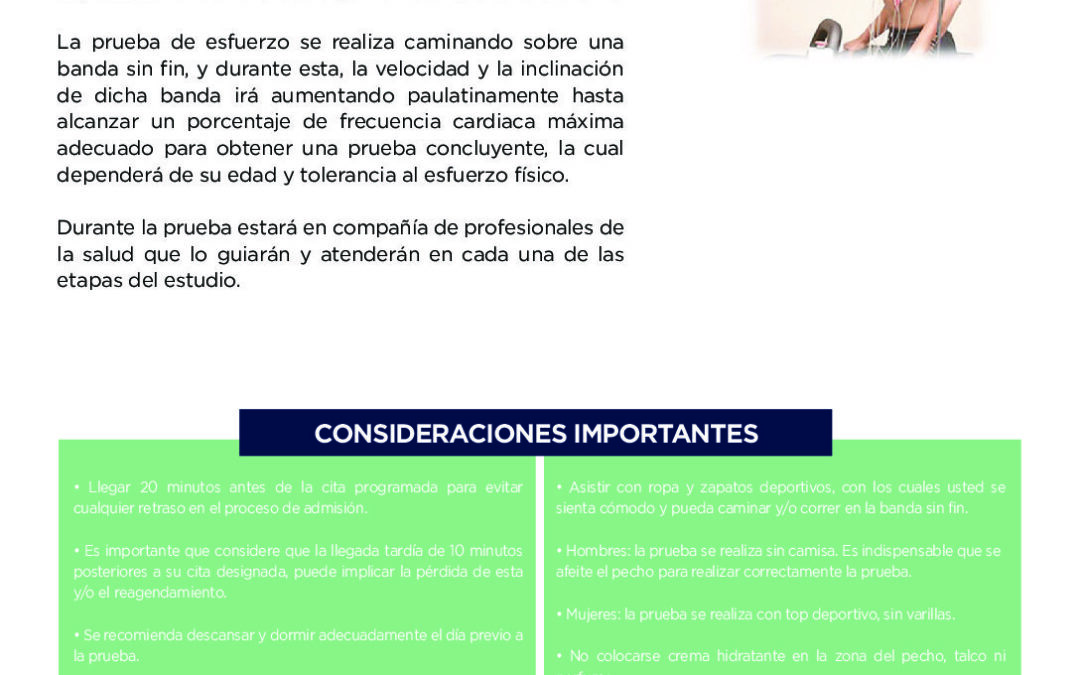 La prueba de esfuerzo se realiza caminando sobre una
banda sin fin, y durante esta, la velocidad y la inclinación
de dicha banda irá aumentando paulatinamente hasta
alcanzar un porcentaje de frecuencia cardiaca máxima
adecuado para obtener una prueba concluyente, la cual
dependerá de su edad y tolerancia al esfuerzo físico.
Durante la prueba estará en compañía de profesionales de
la salud que lo guiarán y atenderán en cada una de las
etapas del estudio.
CONSIDERACIONES IMPORTANTES
• Llegar 20 minutos antes de la cita programada para evitar
cualquier retraso en el proceso de admisión.
• Es importante que considere que la llegada tardía de 10 minutos
posteriores a su cita designada, puede implicar la pérdida de esta
y/o el reagendamiento.
• Se recomienda descansar y dormir adecuadamente el día previo a
la prueba.
• Asistir con ropa y zapatos deportivos, con los cuales usted se
sienta cómodo y pueda caminar y/o correr en la banda sin fin.
• Hombres: la prueba se realiza sin camisa. Es indispensable que se
afeite el pecho para realizar correctamente la prueba.
• Mujeres: la prueba se realiza con top deportivo, sin varillas.
• No colocarse crema hidratante en la zona del pecho, talco ni